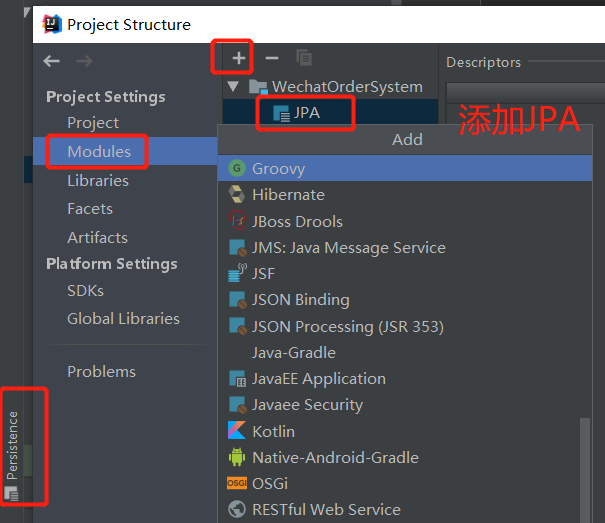 Project Structure
Project Settings
Project
Modules
Libraries
Facets
Artifacts
Platform Settings
SDKs
Global Libraries
Problems
WechatOrderSystem
JPA
Descriptors
添加JPA
Add
Groovy
Hibernate
JBoss Drools
JMS: Java Message Service
JSF
JSON Binding
JSON Processing (JSR 353)
Java-Gradle
JavaEE Application
Javaee Security
Kotlin
Native-Android-Gradle
OSGi
RESTful Web Service
Persistence